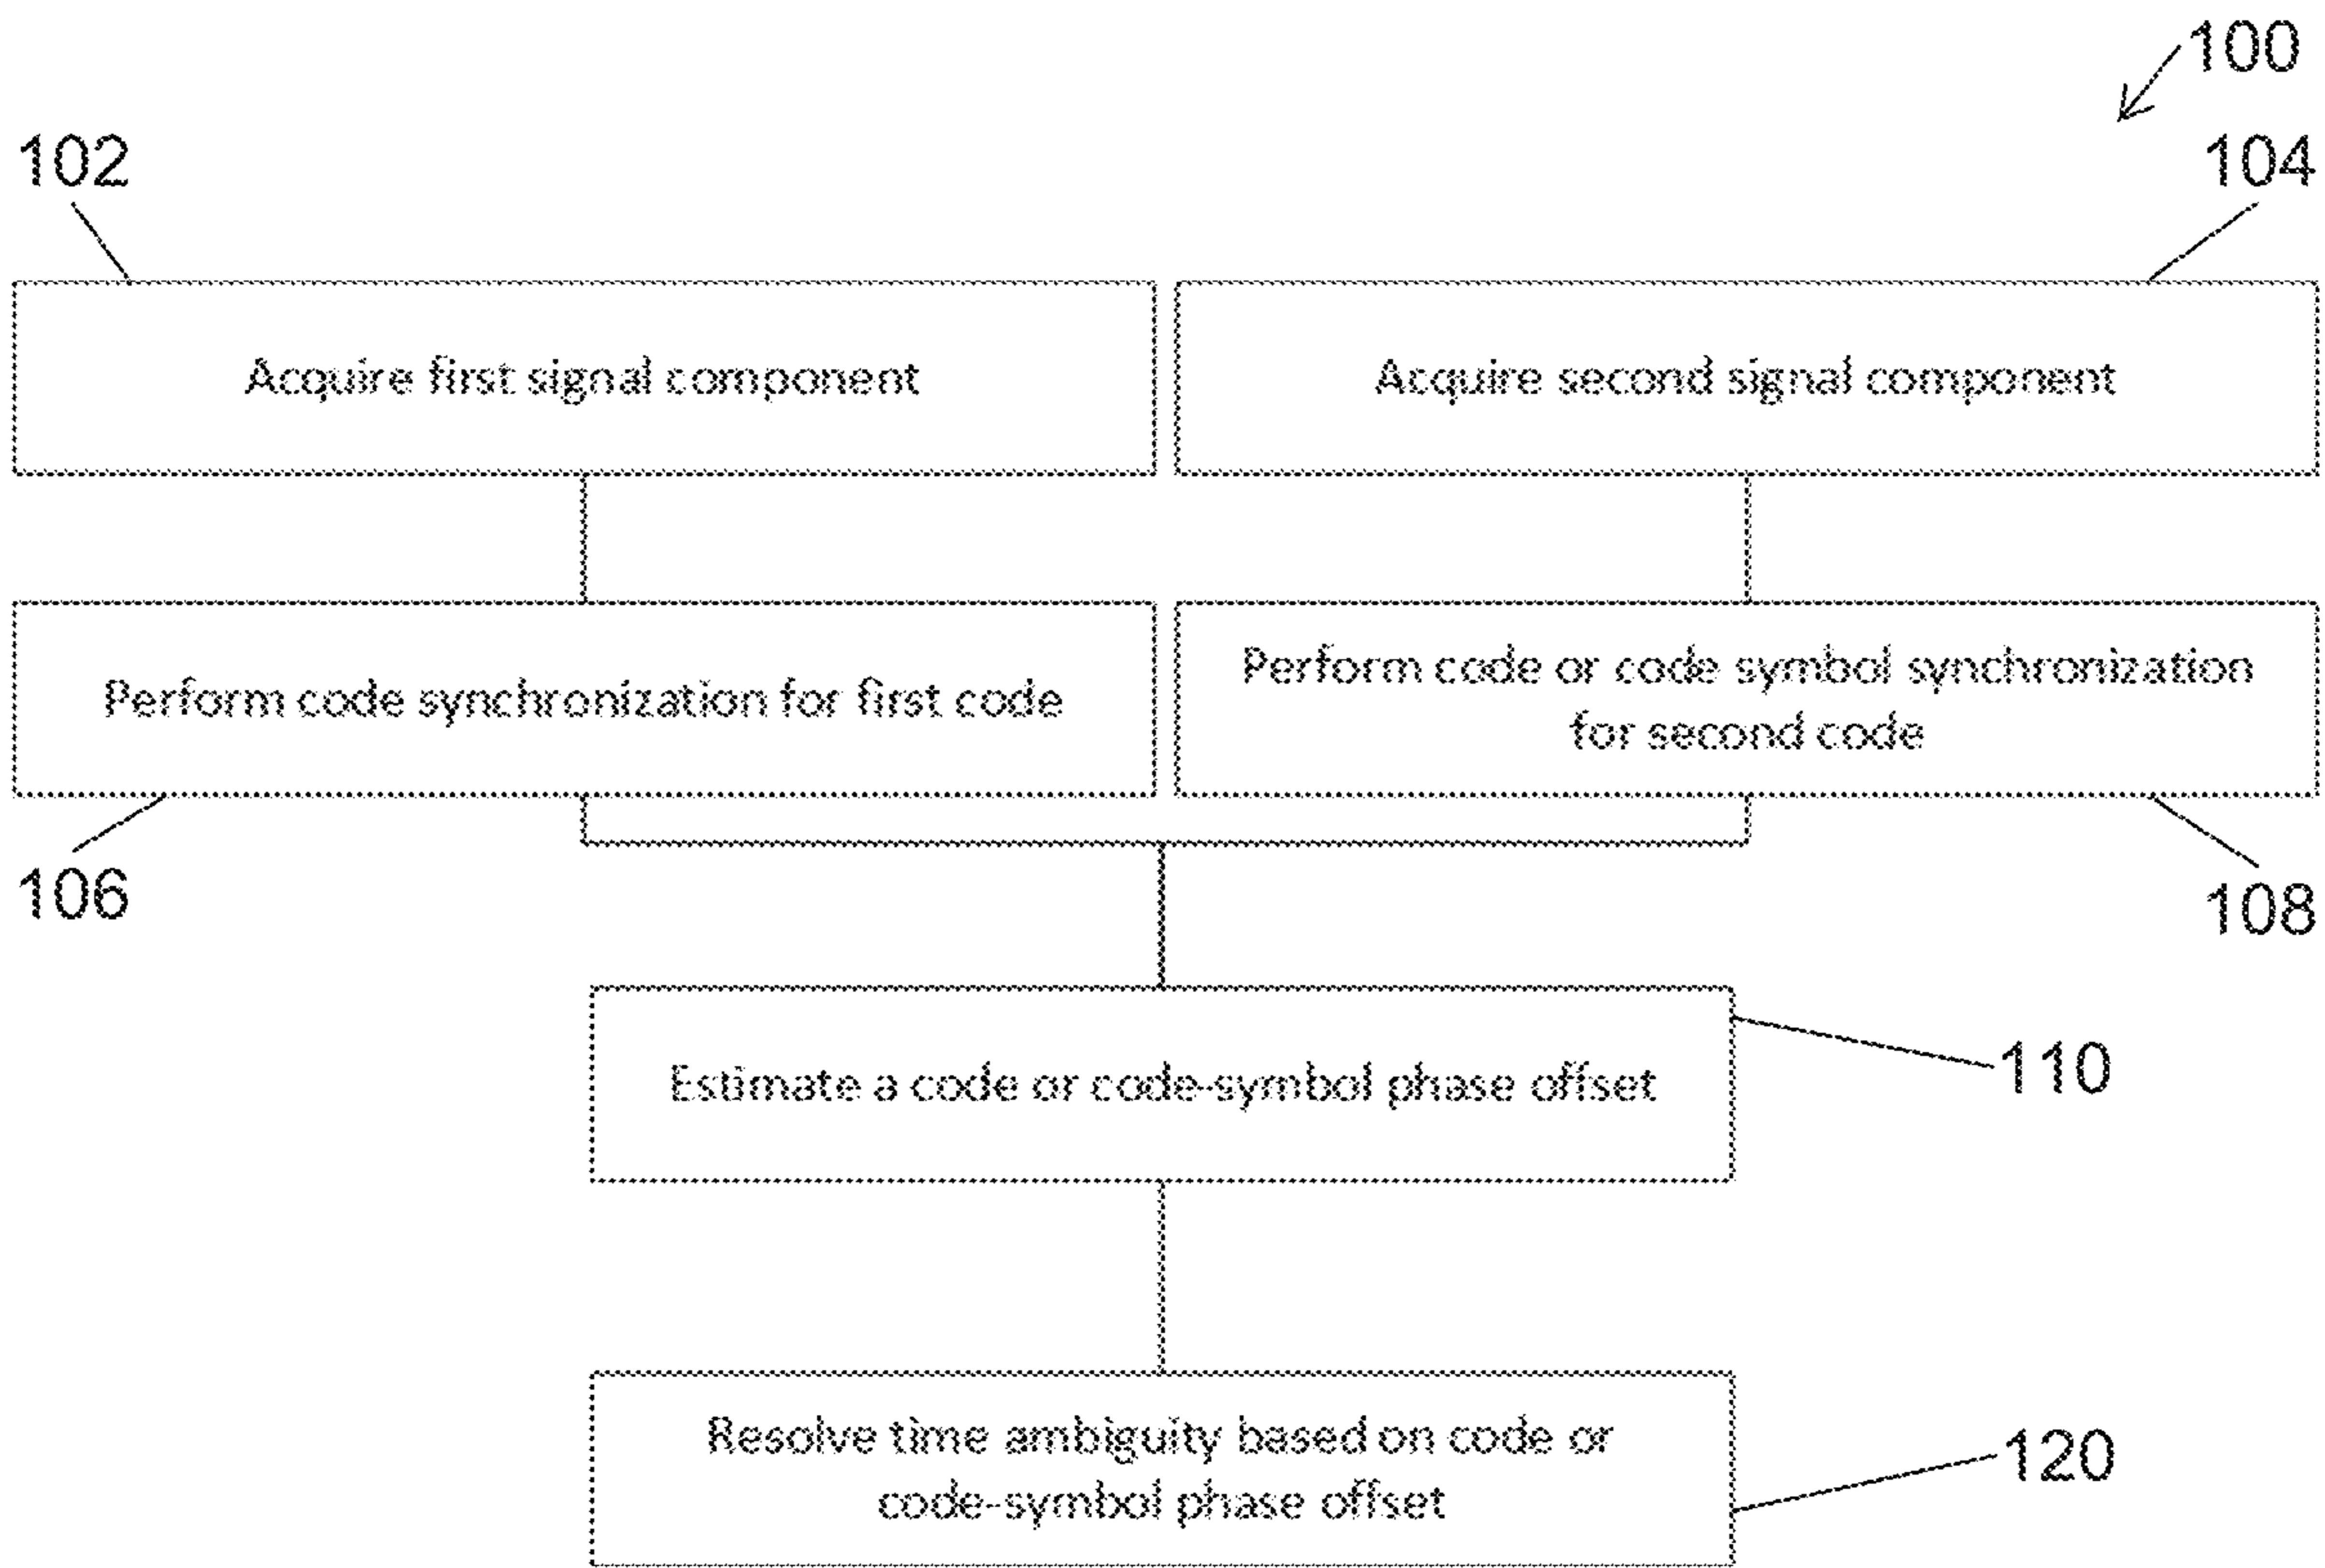 100
102
104
Acquire first signal component
Acquire second signal component
Perform code synchronization for first code
Perform code or code symbol synchronization
for second code
106
108
Estimate a code or code-symbol phase offset
110
Resolve time ambiguity based on code or
code-symbol phase offset
120